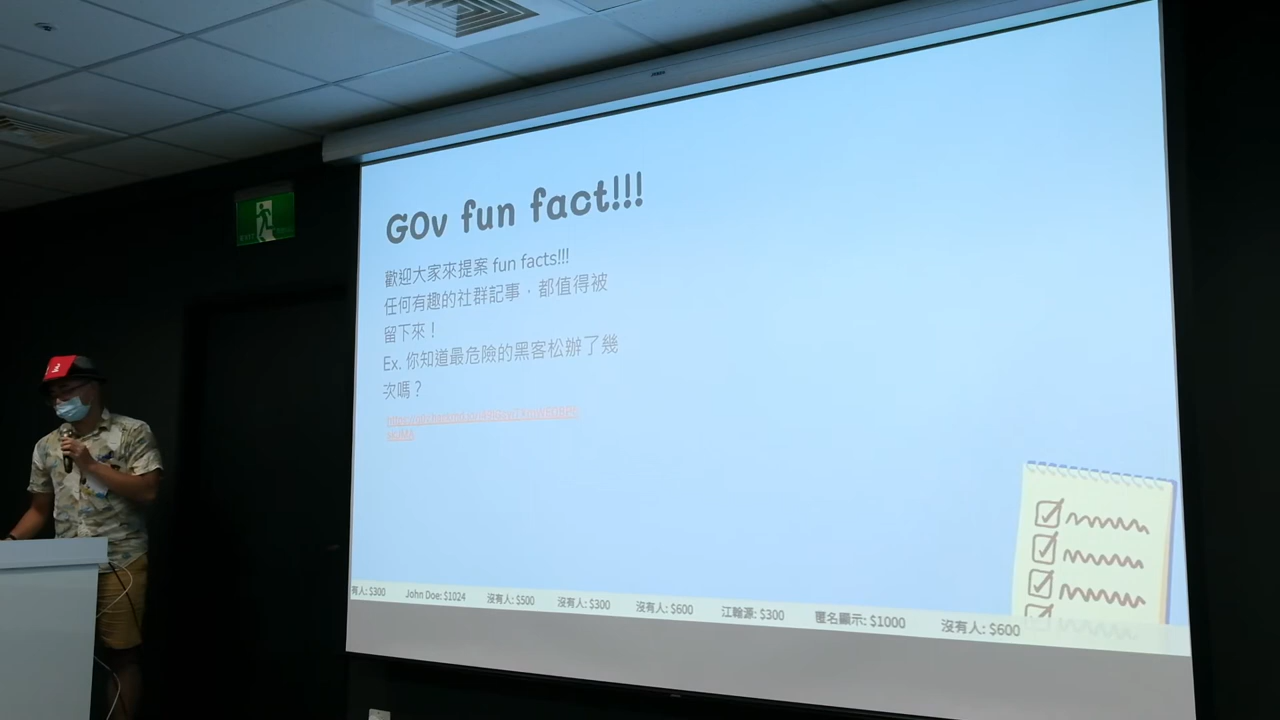 G0v fun fact!!!
歡迎大家來提案 fun facts!!!
任何有趣的社群記事，都值得被
留下來！
Ex. 你知道最危險的黑客松辦了幾
次嗎？
有人: $300 John Doe: $1024 沒有人: $500 沒有人: $300 沒有人: $600 江翰源: $300 匿名顯示: $1000 沒有人: $600